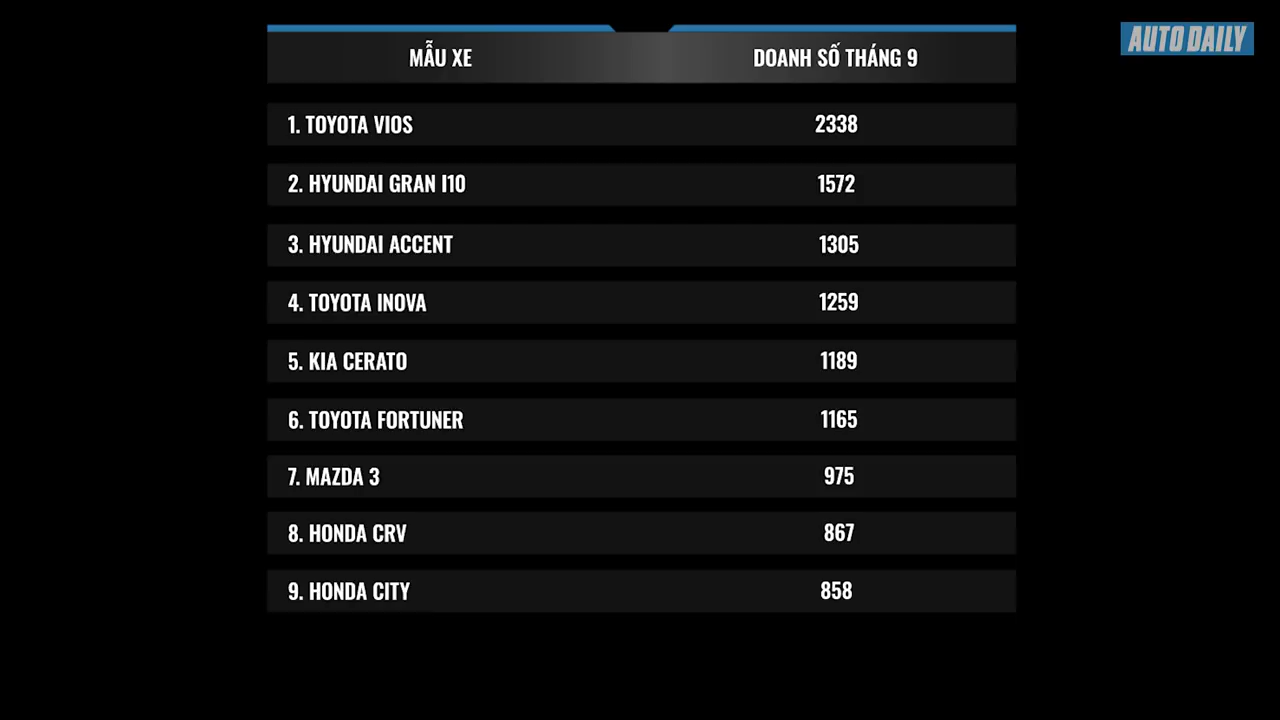 AUTO DAILY
MẪU XE DOANH SỐ THÁNG 9
1. TOYOTA VIOS 2338
2. HYUNDAI GRAN I10 1572
3. HYUNDAI ACCENT 1305
4. TOYOTA INOVA 1259
5. KIA CERATO 1189
6. TOYOTA FORTUNER 1165
7. MAZDA 3 975
8. HONDA CRV 867
9. HONDA CITY 858